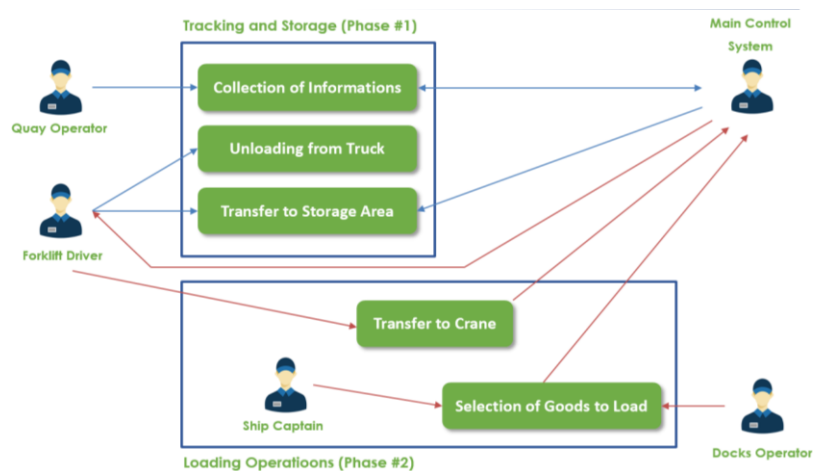 Tracking and Storage (Phase #1)
Main Control
System
Collection of Informations
Quay Operator
Unloading from Truck
Transfer to Storage Area
Forklift Driver
Transfer to Crane
Selection of Goods to Load
Ship Captain
Docks Operator
Loading Operatioons (Phase #2)